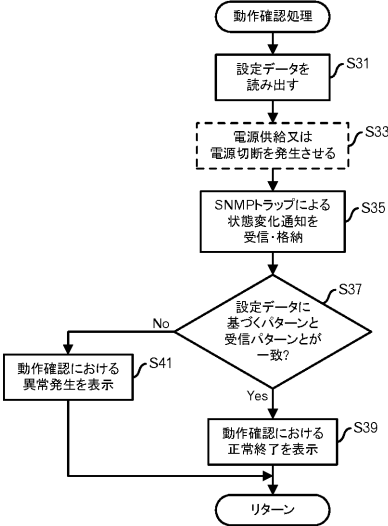 動作確認処理
設定データを
読み出す
S31
電源供給又は
電源切断を発生させる
S33
SNMPトラップによる
状態変化通知を
受信・格納
S35
設定データに
基づくパターンと
受信パターンとが
一致?
S37
No
動作確認における
異常発生を表示
S41
Yes
動作確認における
正常終了を表示
S39
リターン